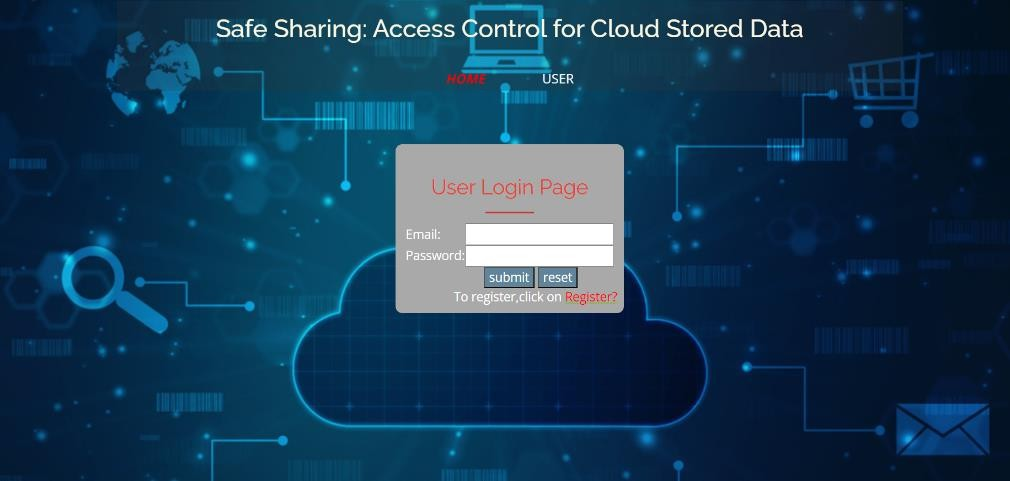 Safe Sharing: Access Control for Cloud Stored Data
HOME USER
User Login Page
Email:
Password:
submit reset
To register,click on Register?